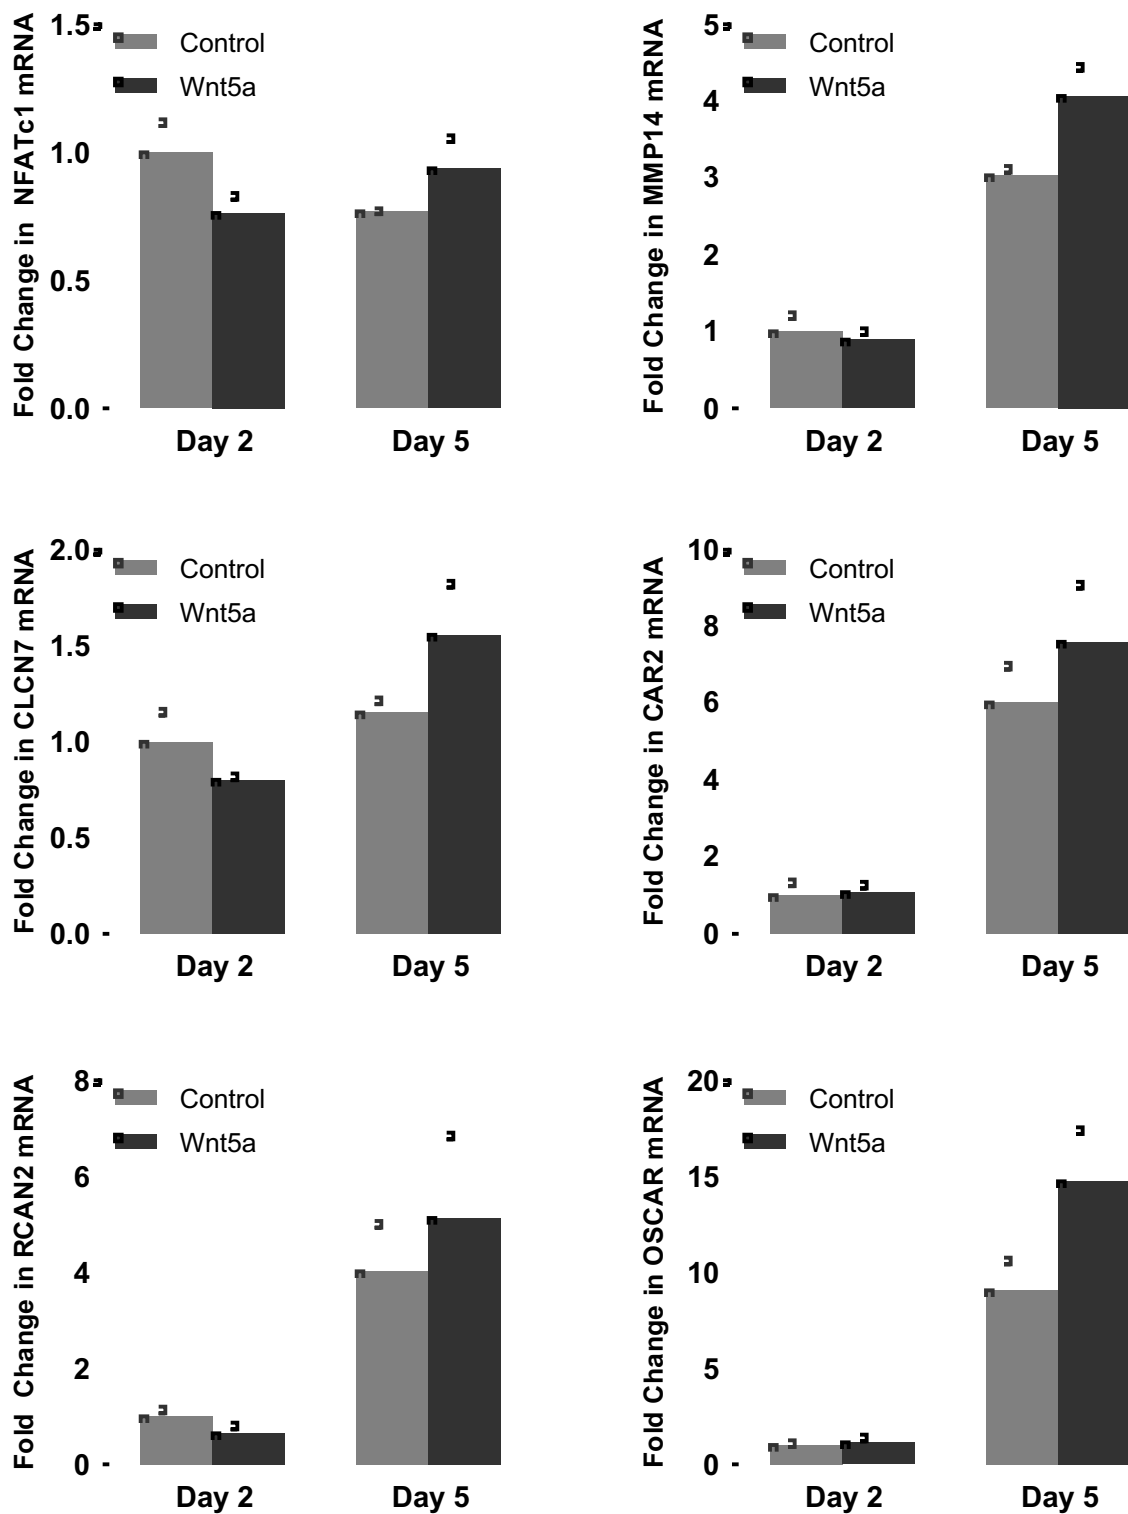 Fold Change in NFATc1 mRNA
1.5
1.0
0.5
0.0
Control
Wnt5a
Day 2
Day 5
Fold Change in MMP14 mRNA
5
4
3
2
1
0
Control
Wnt5a
Day 2
Day 5
Fold Change in CLCN7 mRNA
2.0
1.5
1.0
0.5
0.0
Control
Wnt5a
Day 2
Day 5
Fold Change in CAR2 mRNA
10
8
6
4
2
0
Control
Wnt5a
Day 2
Day 5
Fold Change in RCAN2 mRNA
8
6
4
2
0
Control
Wnt5a
Day 2
Day 5
Fold Change in OSCAR mRNA
20
15
10
5
0
Control
Wnt5a
Day 2
Day 5